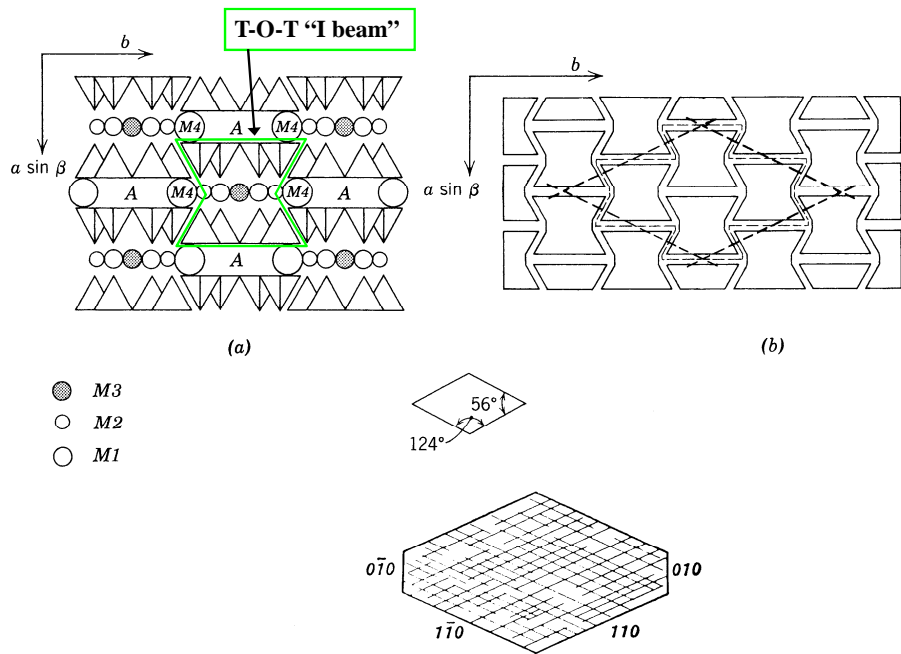 T-O-T “I beam”
b
a sin β
A
M4
A
M4
A
M4
M4
A
A
b
a sin β
(a)
(b)
M3
M2
M1
56°
124°
01̄0
010
11̄0
110